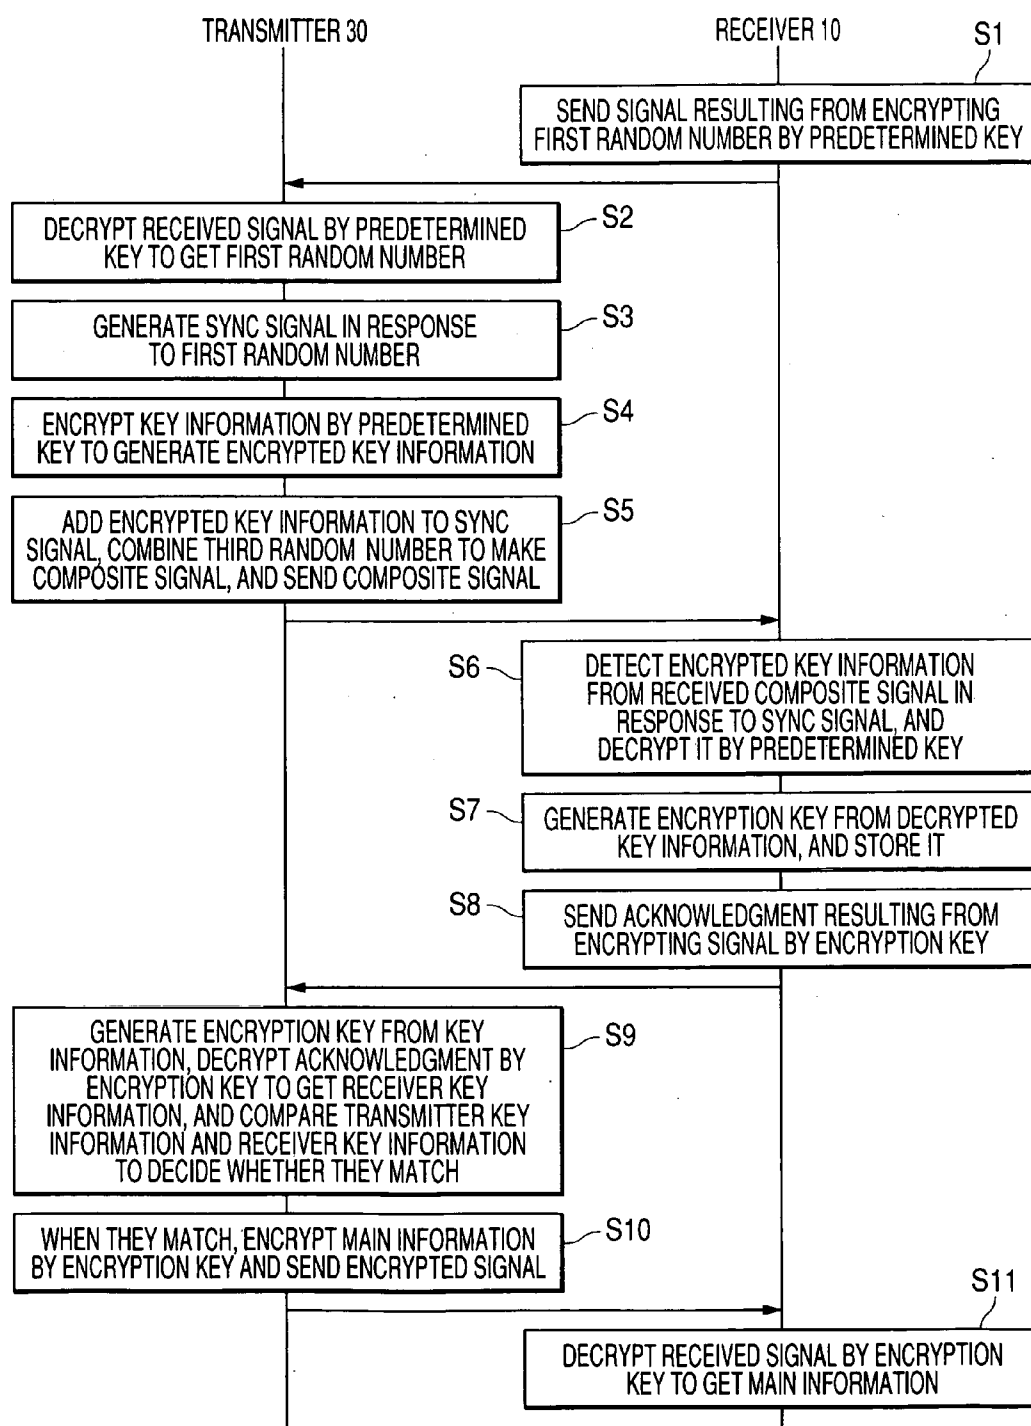 TRANSMITTER 30
RECEIVER 10
S1
SEND SIGNAL RESULTING FROM ENCRYPTING
FIRST RANDOM NUMBER BY PREDETERMINED KEY
S2
DECRYPT RECEIVED SIGNAL BY PREDETERMINED
KEY TO GET FIRST RANDOM NUMBER
S3
GENERATE SYNC SIGNAL IN RESPONSE
TO FIRST RANDOM NUMBER
S4
ENCRYPT KEY INFORMATION BY PREDETERMINED
KEY TO GENERATE ENCRYPTED KEY INFORMATION
S5
ADD ENCRYPTED KEY INFORMATION TO SYNC
SIGNAL, COMBINE THIRD RANDOM NUMBER TO MAKE
COMPOSITE SIGNAL, AND SEND COMPOSITE SIGNAL
S6
DETECT ENCRYPTED KEY INFORMATION
FROM RECEIVED COMPOSITE SIGNAL IN
RESPONSE TO SYNC SIGNAL, AND
DECRYPT IT BY PREDETERMINED KEY
S7
GENERATE ENCRYPTION KEY FROM DECRYPTED
KEY INFORMATION, AND STORE IT
S8
SEND ACKNOWLEDGMENT RESULTING FROM
ENCRYPTING SIGNAL BY ENCRYPTION KEY
S9
GENERATE ENCRYPTION KEY FROM KEY
INFORMATION, DECRYPT ACKNOWLEDGMENT BY
ENCRYPTION KEY TO GET RECEIVER KEY
INFORMATION, AND COMPARE TRANSMITTER KEY
INFORMATION AND RECEIVER KEY INFORMATION
TO DECIDE WHETHER THEY MATCH
S10
WHEN THEY MATCH, ENCRYPT MAIN INFORMATION
BY ENCRYPTION KEY AND SEND ENCRYPTED SIGNAL
S11
DECRYPT RECEIVED SIGNAL BY ENCRYPTION
KEY TO GET MAIN INFORMATION